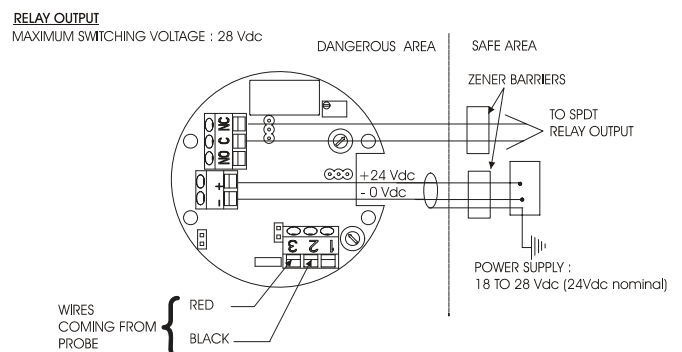 RELAY OUTPUT
MAXIMUM SWITCHING VOLTAGE : 28 Vdc
DANGEROUS AREA
SAFE AREA
ZENER BARRIERS
TO SPDT
RELAY OUTPUT
NC
C
NO
+24 Vdc
- 0 Vdc
+
-
3 2 1
POWER SUPPLY :
18 TO 28 Vdc (24Vdc nominal)
WIRES
COMING FROM
PROBE
RED
BLACK